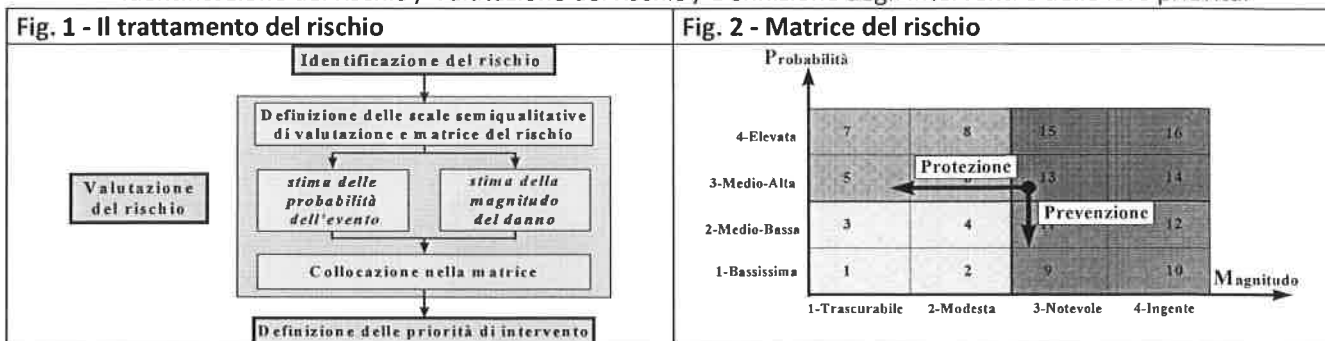 Fig. 1 - Il trattamento del rischio
Identificazione del rischio
Definizione delle scale semiqualitative
di valutazione e matrice del rischio
Valutazione
del rischio
stima delle
probabilità
dell'evento
stima della
magnitudo
del danno
Collocazione nella matrice
Definizione delle priorità di intervento
Fig. 2 - Matrice del rischio
Probabilità
4-Elevata
7 8 15 16
3-Medio-Alta
5 13 14
Protezione
Prevenzione
2-Medio-Bassa
3 4 12
1-Bassissima
1 2 9 10
Magnitudo
1-Trascurabile 2-Modesta 3-Notevole 4-Ingente